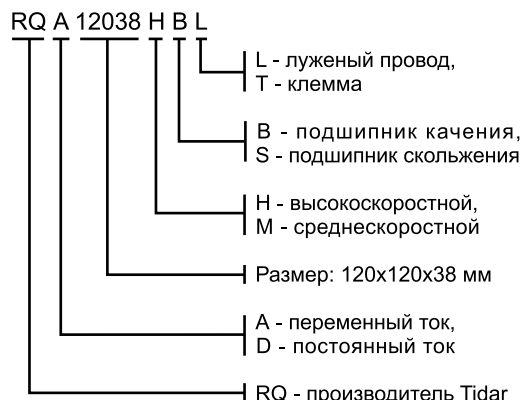 RQ A 12038 H B L
L - луженый провод,
T - клемма
B - подшипник качения,
S - подшипник скольжения
H - высокоскоростной,
M - среднескоростной
Размер: 120x120x38 мм
A - переменный ток,
D - постоянный ток
RQ - производитель Tidar